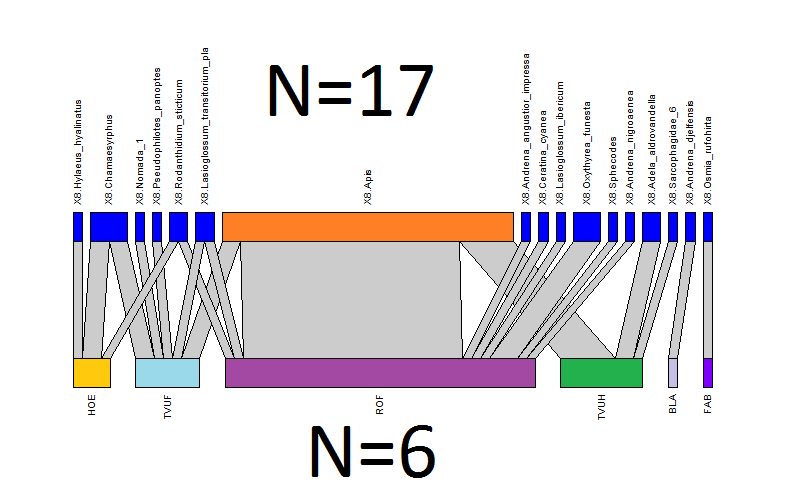 N=17
X8.Hylaeus_hyalinatus
X8.Chamaesyrphus
X8.Nomada_1
X8.Pseudophilotes_panoptes
X8.Rodanthidium_sticticum
X8.Lasioglossum_transitorium_pla
X8.Apis
X8.Andrena_angustior_impressa
X8.Ceratina_cyanea
X8.Lasioglossum_ibericum
X8.Oxythyrea_funesta
X8.Sphecodes
X8.Andrena_nigroaenea
X8.Adela_aldrovandella
X8.Sarcophagidae_6
X8.Andrena_djelfensis
X8.Osmia_rufohirta
HOE
TVUF
ROF
TVUH
BLA
FAB
N=6